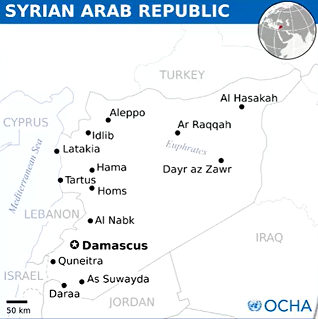 SYRIAN ARAB REPUBLIC
TURKEY
Al Hasakah
Aleppo
CYPRUS
Ar Raqqah
Idlib
Latakia
Euphrates
Mediterranean Sea
Hama
Dayr az Zawr
Tartus
Homs
LEBANON
Al Nabk
IRAQ
Damascus
Quneitra
ISRAEL
As Suwayda
Daraa
50 km
JORDAN
OCHA